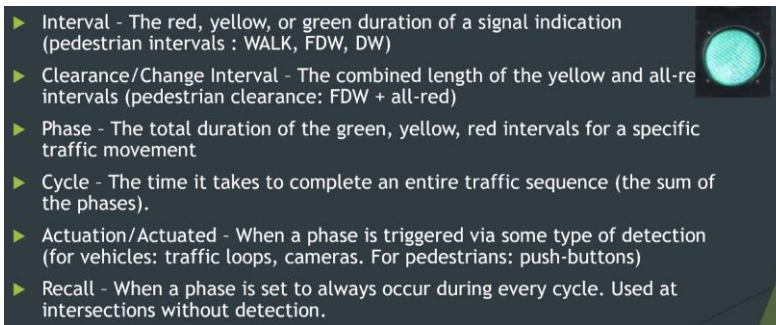 Interval - The red, yellow, or green duration of a signal indication
(pedestrian intervals : WALK, FDW, DW)
Clearance/Change Interval - The combined length of the yellow and all-re
intervals (pedestrian clearance: FDW + all-red)
Phase - The total duration of the green, yellow, red intervals for a specific
traffic movement
Cycle - The time it takes to complete an entire traffic sequence (the sum of
the phases).
Actuation/Actuated - When a phase is triggered via some type of detection
(for vehicles: traffic loops, cameras. For pedestrians: push-buttons)
Recall - When a phase is set to always occur during every cycle. Used at
intersections without detection.